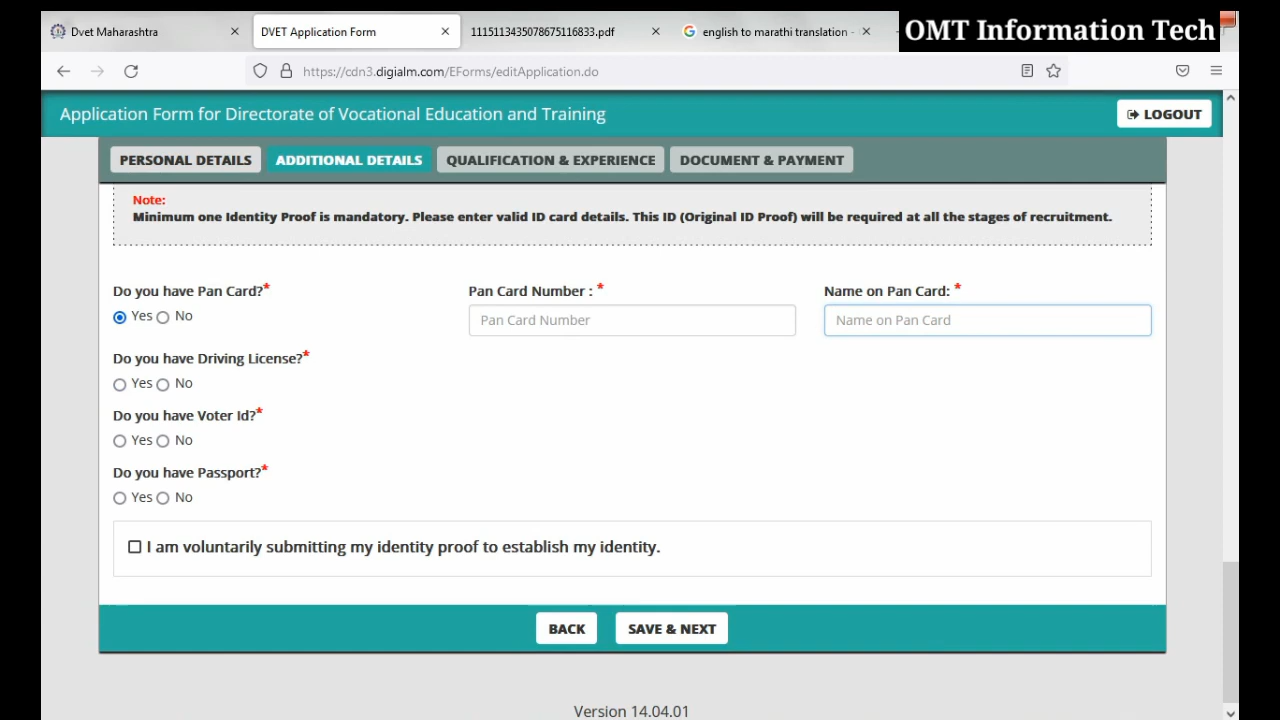 Dvet Maharashtra
DVET Application Form
1115113435078675116833.pdf
english to marathi translation -
OMT Information Tech
https://cdn3.digialm.com/EForms/editApplication.do
Application Form for Directorate of Vocational Education and Training
LOGOUT
PERSONAL DETAILS
ADDITIONAL DETAILS
QUALIFICATION & EXPERIENCE
DOCUMENT & PAYMENT
Note:
Minimum one Identity Proof is mandatory. Please enter valid ID card details. This ID (Original ID Proof) will be required at all the stages of recruitment.
Do you have Pan Card?*
Yes No
Pan Card Number : *
Pan Card Number
Name on Pan Card: *
Name on Pan Card
Do you have Driving License?*
Yes No
Do you have Voter Id?*
Yes No
Do you have Passport?*
Yes No
I am voluntarily submitting my identity proof to establish my identity.
BACK
SAVE & NEXT
Version 14.04.01